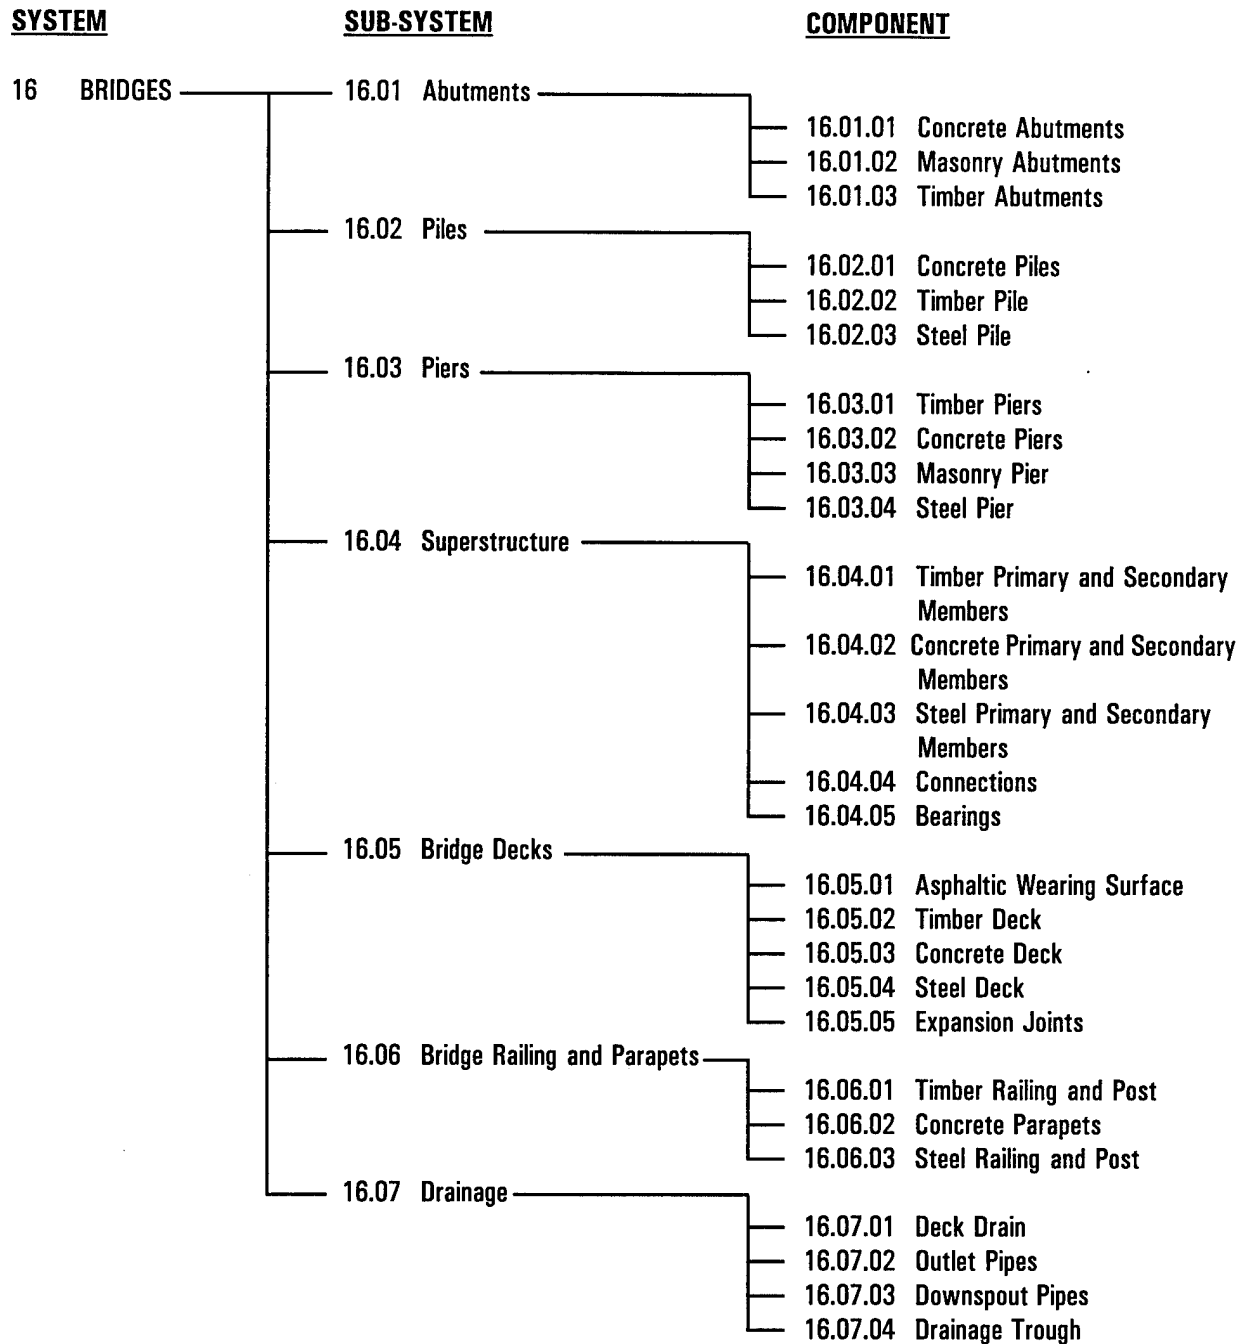 SYSTEM SUB-SYSTEM COMPONENT
16 BRIDGES 16.01 Abutments
16.01.01 Concrete Abutments
16.01.02 Masonry Abutments
16.01.03 Timber Abutments
16.02 Piles
16.02.01 Concrete Piles
16.02.02 Timber Pile
16.02.03 Steel Pile
16.03 Piers
16.03.01 Timber Piers
16.03.02 Concrete Piers
16.03.03 Masonry Pier
16.03.04 Steel Pier
16.04 Superstructure
16.04.01 Timber Primary and Secondary
Members
16.04.02 Concrete Primary and Secondary
Members
16.04.03 Steel Primary and Secondary
Members
16.04.04 Connections
16.04.05 Bearings
16.05 Bridge Decks
16.05.01 Asphaltic Wearing Surface
16.05.02 Timber Deck
16.05.03 Concrete Deck
16.05.04 Steel Deck
16.05.05 Expansion Joints
16.06 Bridge Railing and Parapets
16.06.01 Timber Railing and Post
16.06.02 Concrete Parapets
16.06.03 Steel Railing and Post
16.07 Drainage
16.07.01 Deck Drain
16.07.02 Outlet Pipes
16.07.03 Downspout Pipes
16.07.04 Drainage Trough